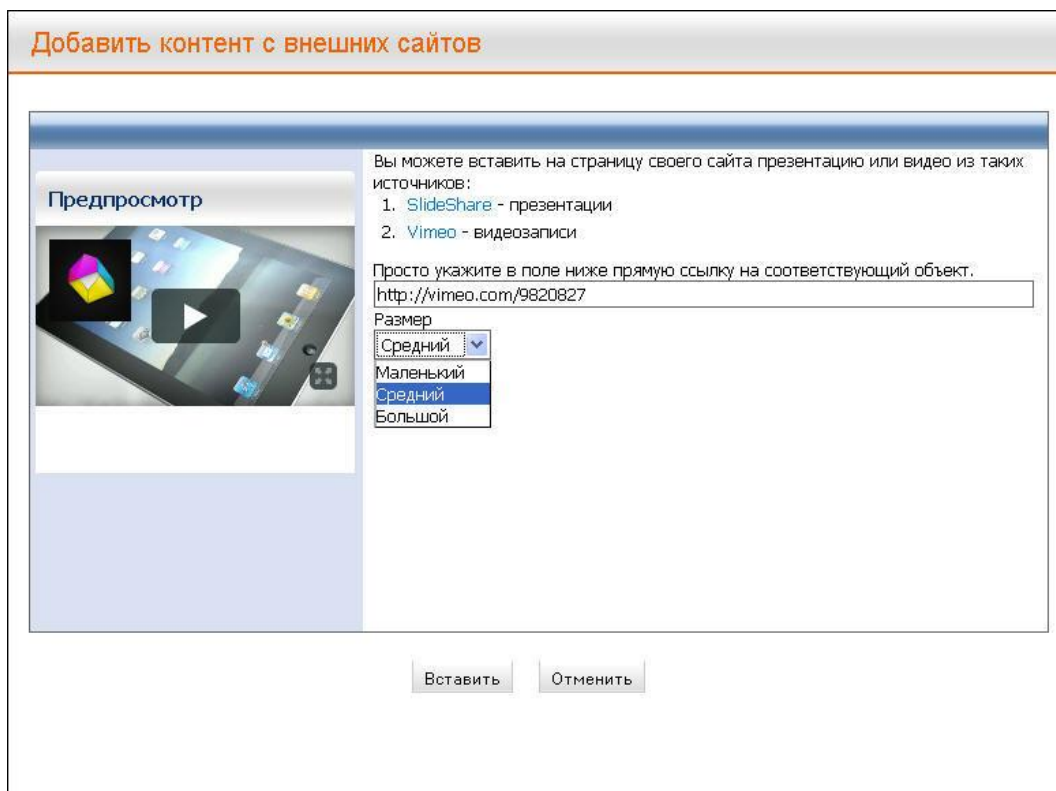 Добавить контент с внешних сайтов
Предпросмотр
Вы можете вставить на страницу своего сайта презентацию или видео из таких
источников:
1. SlideShare - презентации
2. Vimeo - видеозаписи
Просто укажите в поле ниже прямую ссылку на соответствующий объект.
http://vimeo.com/9820827
Размер
Средний
Маленький
Средний
Большой
Вставить
Отменить